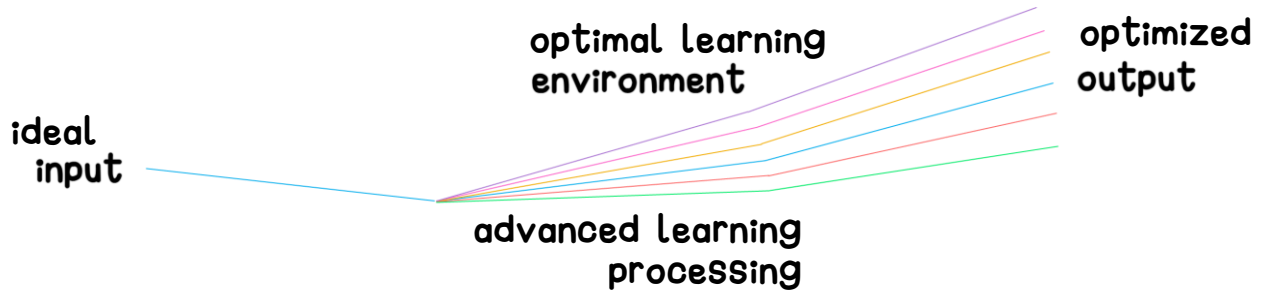 ideal
input
optimal learning
environment
advanced learning
processing
optimized
output